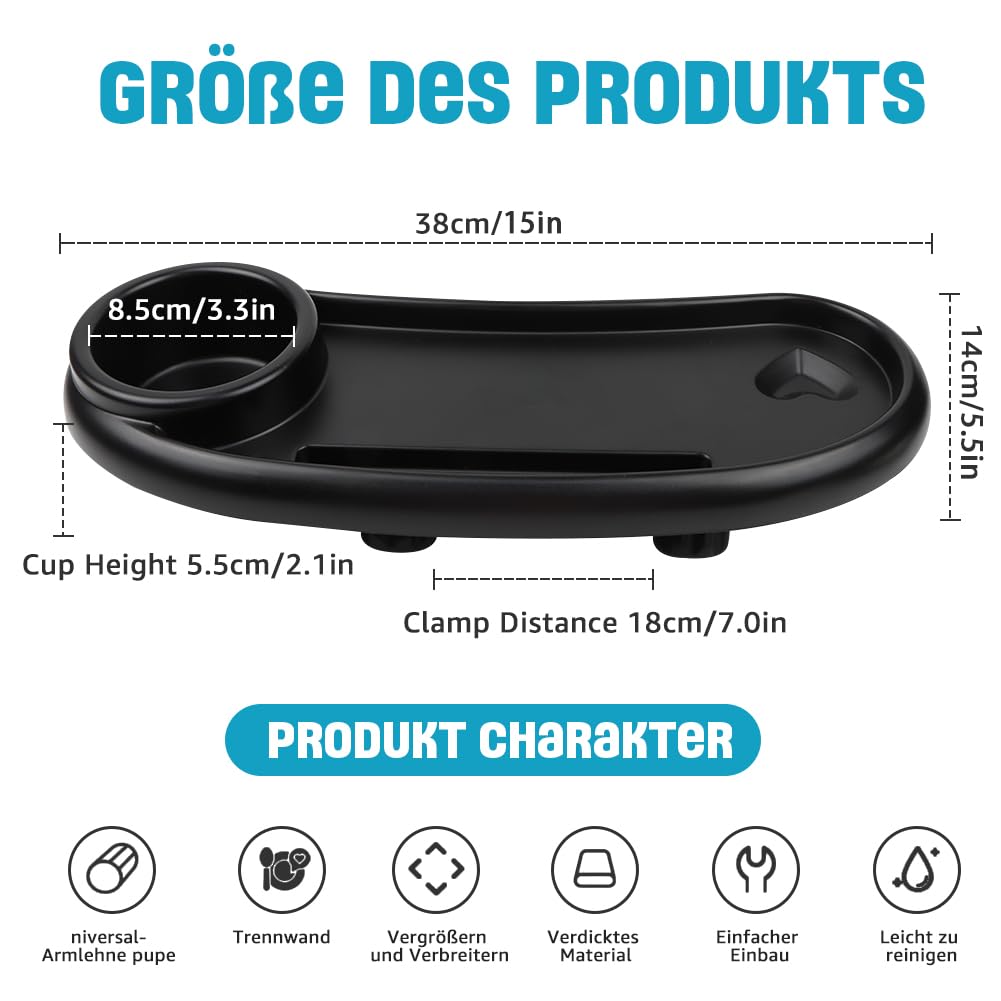 GRÖßE DES PRODUKTS
38cm/15in
8.5cm/3.3in
14cm/5.5in
Cup Height 5.5cm/2.1in
Clamp Distance 18cm/7.0in
PRODUKT CHARAKTER
niversal-
Armlehne pupe
Trennwand
Vergrößern
und Verbreitern
Verdicktes
Material
Einfacher
Einbau
Leicht zu
reinigen